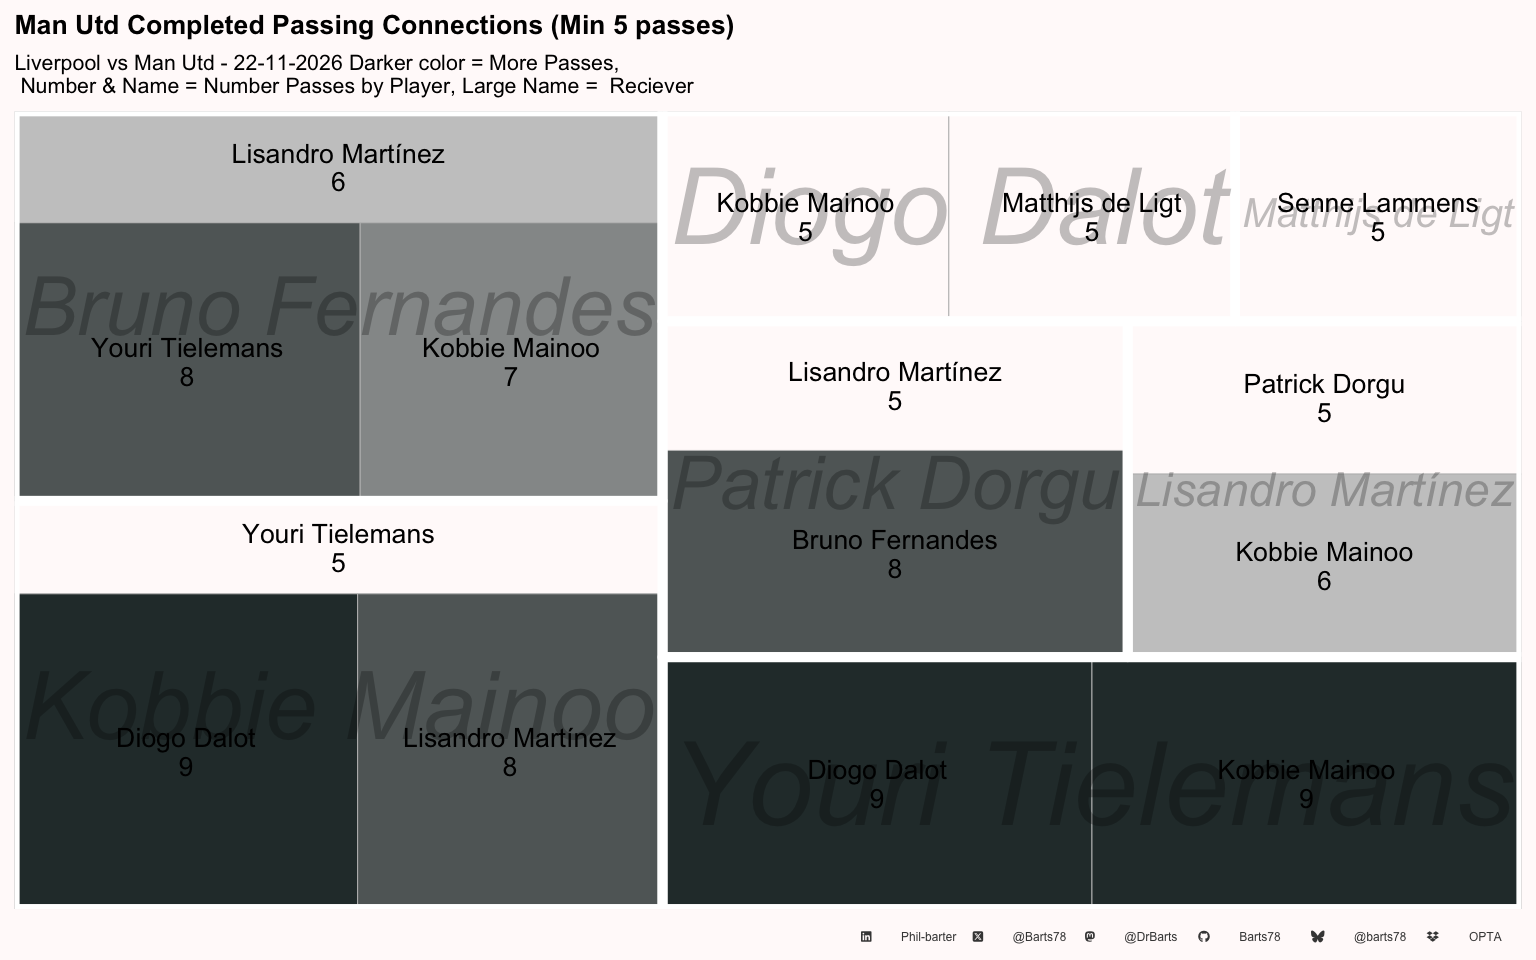 Man Utd Completed Passing Connections (Min 5 passes)
Liverpool vs Man Utd - 22-11-2026 Darker color = More Passes,
Number & Name = Number Passes by Player, Large Name =  Reciever
Lisandro Martínez
6
Bruno Fernandes
Youri Tielemans
8
Kobbie Mainoo
7
Youri Tielemans
5
Kobbie Mainoo
Diogo Dalot
9
Lisandro Martínez
8
Diogo Dalot
Kobbie Mainoo
5
Matthijs de Ligt
5
Matthijs de Ligt
Senne Lammens
5
Lisandro Martínez
5
Patrick Dorgu
Bruno Fernandes
8
Patrick Dorgu
5
Lisandro Martínez
Kobbie Mainoo
6
Youri Tielemans
Diogo Dalot
9
Kobbie Mainoo
9
Phil-barter @Barts78 @DrBarts Barts78 @barts78 OPTA